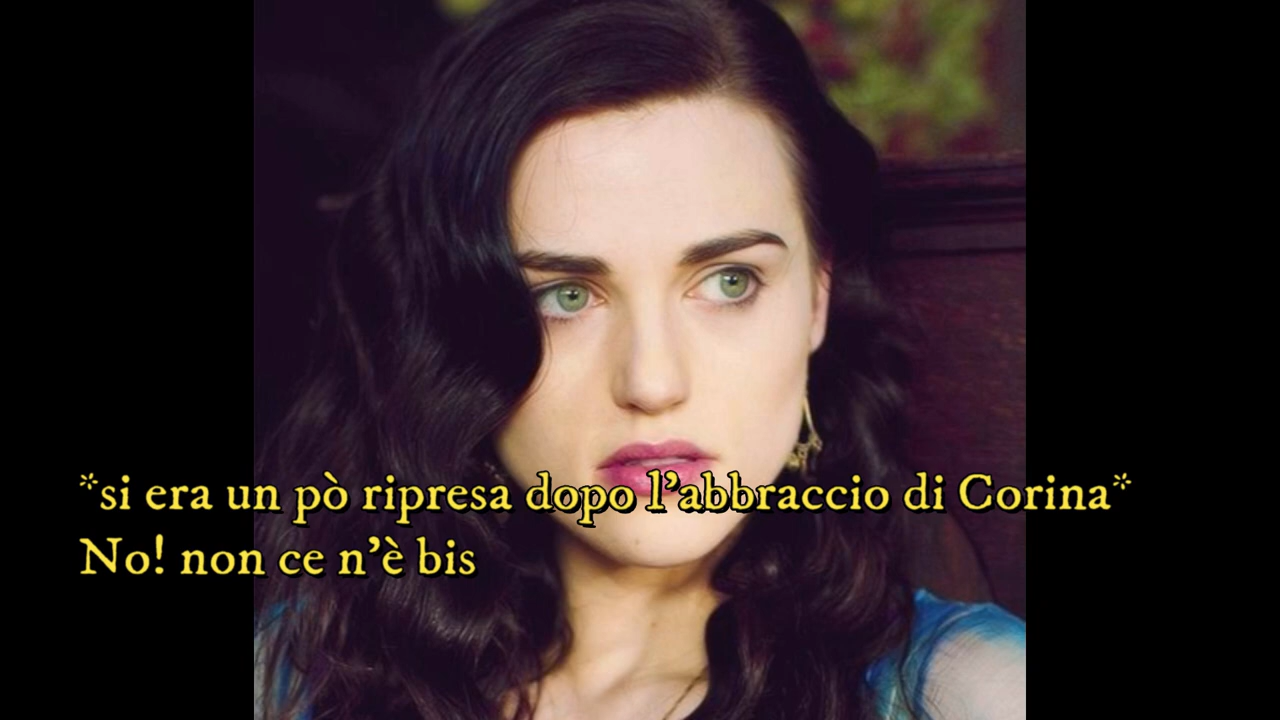 *si era un pò ripresa dopo l'abbraccio di Corina*
No! non ce n'è bis